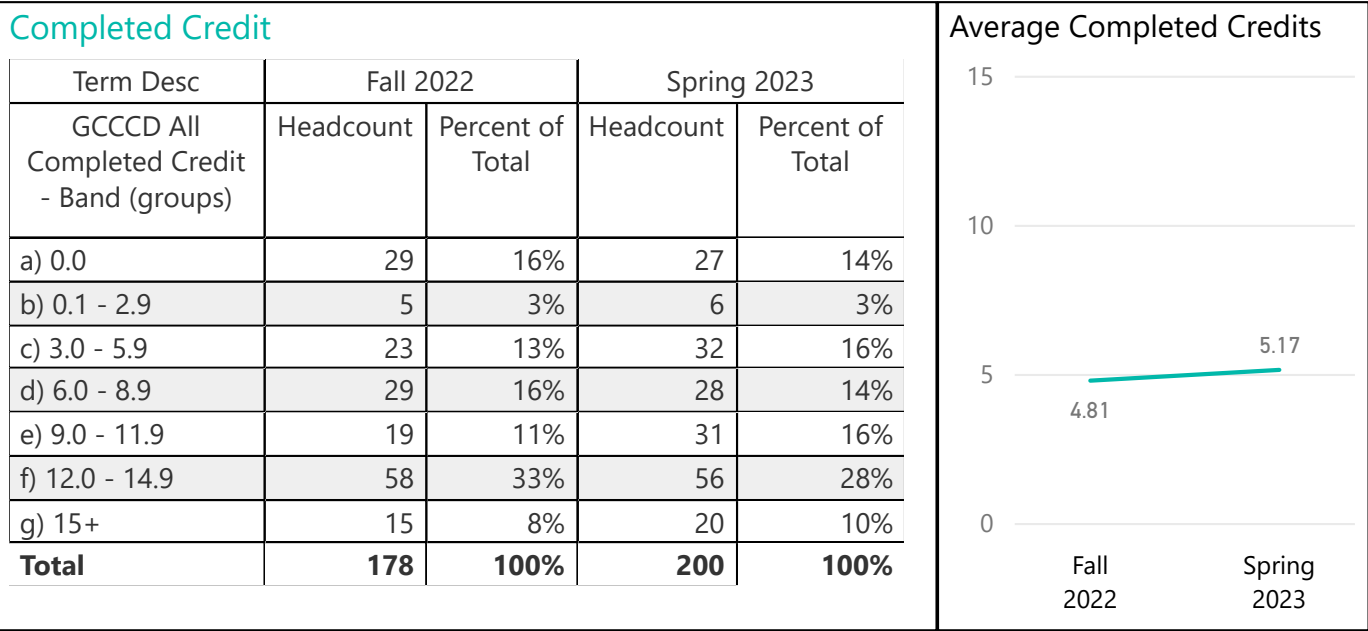 Completed Credit
Term Desc Fall 2022 Spring 2023
GCCCD All Completed Credit - Band (groups) Headcount Percent of Total Headcount Percent of Total
a) 0.0 29 16% 27 14%
b) 0.1 - 2.9 5 3% 6 3%
c) 3.0 - 5.9 23 13% 32 16%
d) 6.0 - 8.9 29 16% 28 14%
e) 9.0 - 11.9 19 11% 31 16%
f) 12.0 - 14.9 58 33% 56 28%
g) 15+ 15 8% 20 10%
Total 178 100% 200 100%
Average Completed Credits
15
10
5
0
4.81
5.17
Fall 2022
Spring 2023